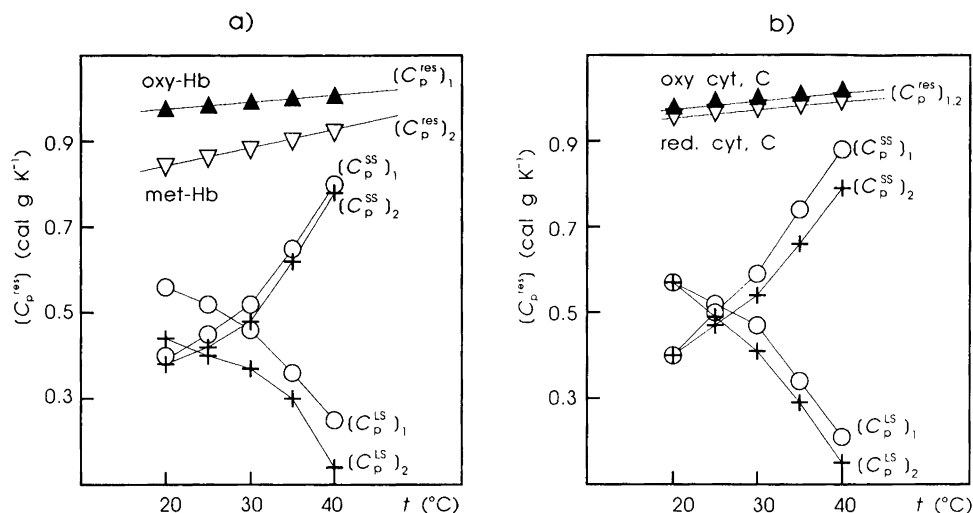 a)
oxy-Hb
(C_p^res)_1
(C_p^res)_2
met-Hb
(C_p^SS)_1
(C_p^SS)_2
(C_p^LS)_1
(C_p^LS)_2
(C_p^res) (cal g K⁻¹)
0.9
0.7
0.5
0.3
20
30
40
t (°C)
b)
oxy cyt, C
(C_p^res)_1.2
red. cyt, C
(C_p^SS)_1
(C_p^SS)_2
(C_p^LS)_1
(C_p^LS)_2
(C_p^res) (cal g K⁻¹)
0.9
0.7
0.5
0.3
20
30
40
t (°C)